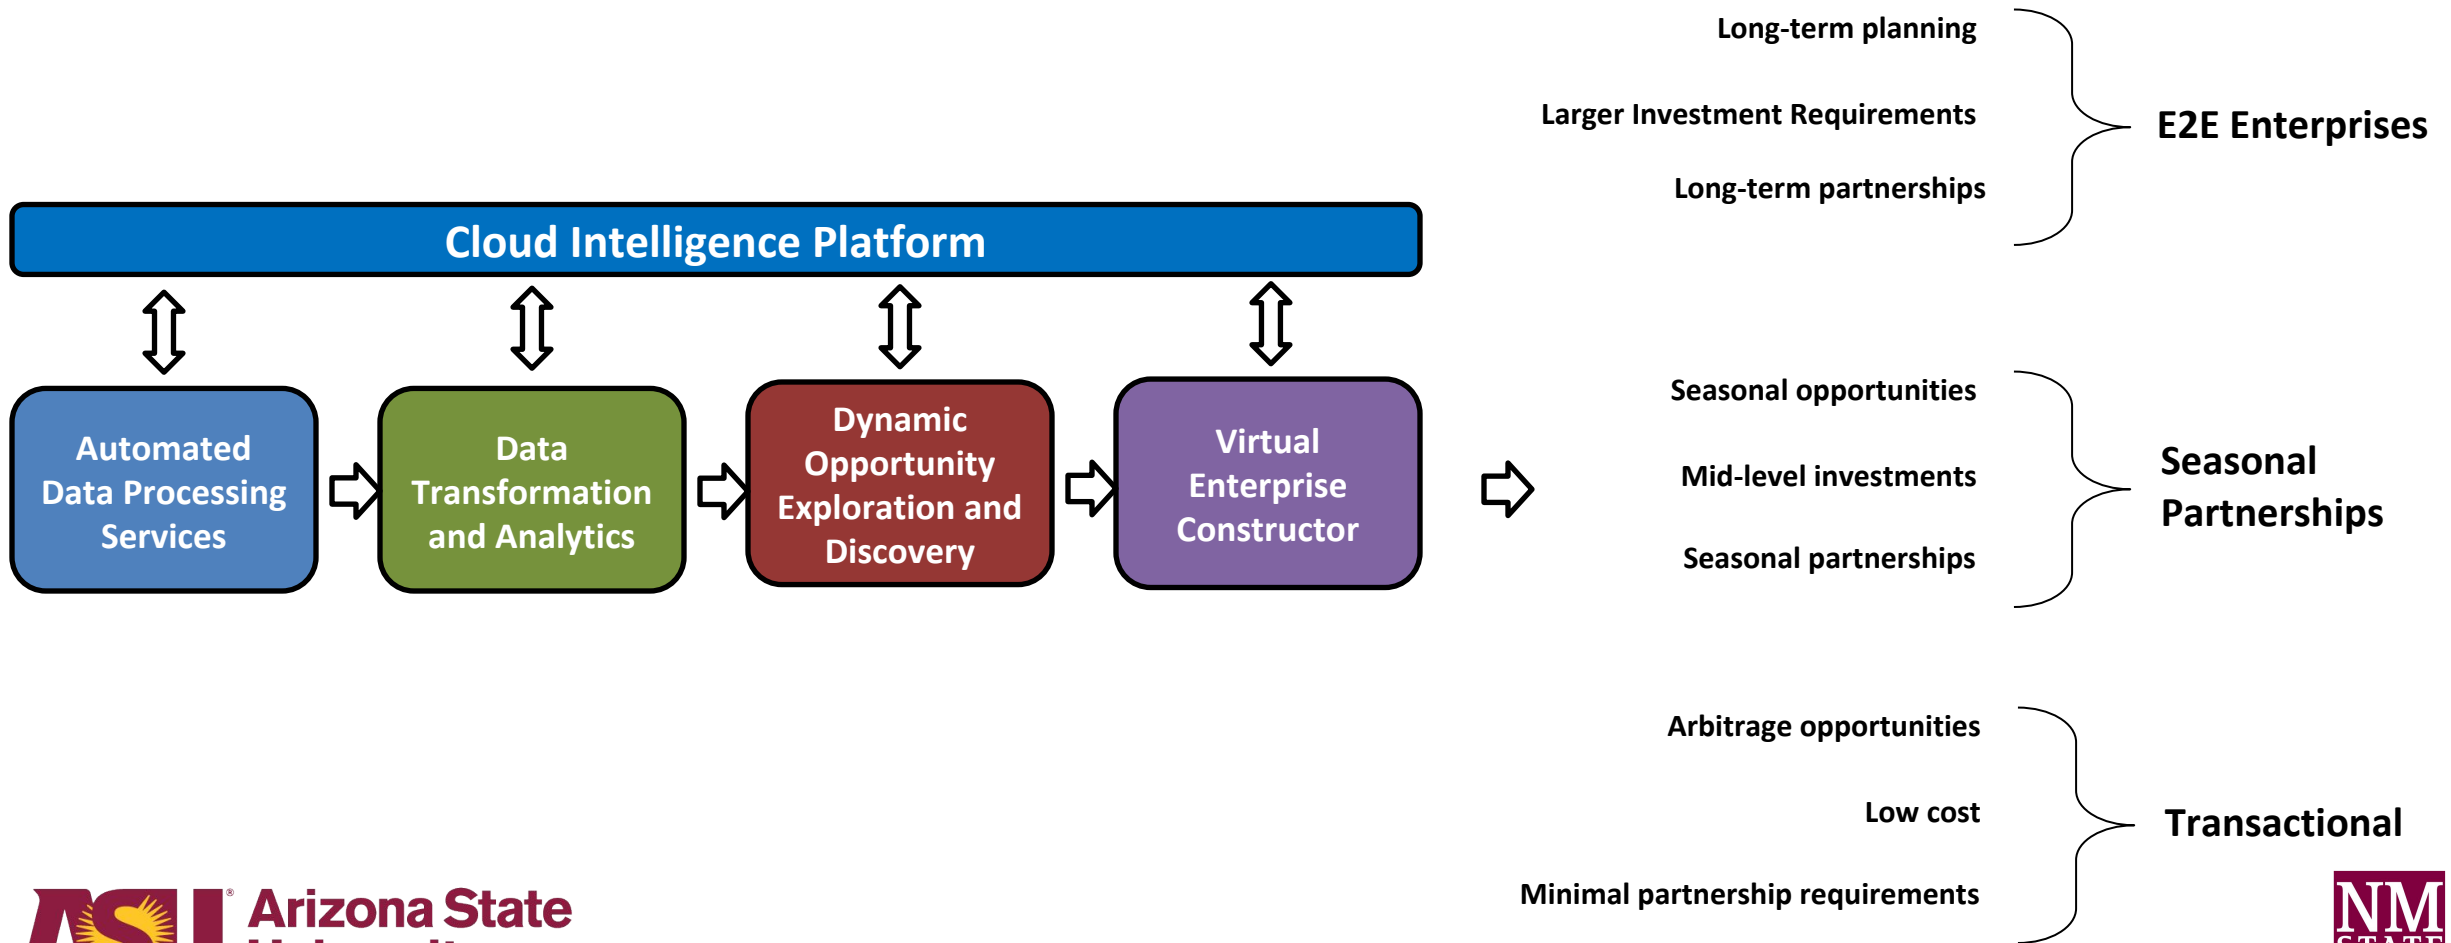 Cloud Intelligence Platform
Automated
Data Processing
Services
Data
Transformation
and Analytics
Dynamic
Opportunity
Exploration and
Discovery
Virtual
Enterprise
Constructor
Long-term planning
Larger Investment Requirements
Long-term partnerships
E2E Enterprises
Seasonal opportunities
Mid-level investments
Seasonal partnerships
Seasonal
Partnerships
Arbitrage opportunities
Low cost
Minimal partnership requirements
Transactional
ASU®
Arizona State
NM
STATE